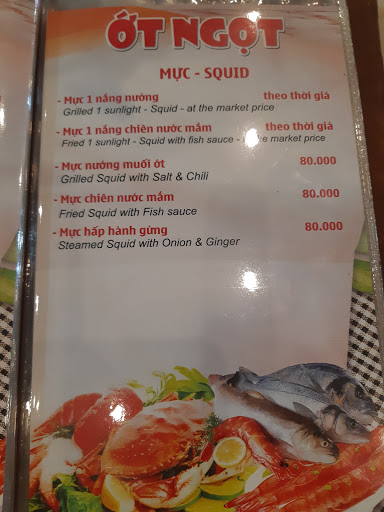 ỚT NGỌT
MỰC - SQUID
- Mực 1 nắng nướng theo thời giá
Grilled 1 sunlight - Squid - at the market price
- Mực 1 nắng chiên nước mắm theo thời giá
Fried 1 sunlight - Squid with fish sauce - the market price
- Mực nướng muối ớt 80.000
Grilled Squid with Salt & Chili
- Mực chiên nước mắm 80.000
Fried Squid with Fish sauce
- Mực hấp hành gừng 80.000
Steamed Squid with Onion & Ginger